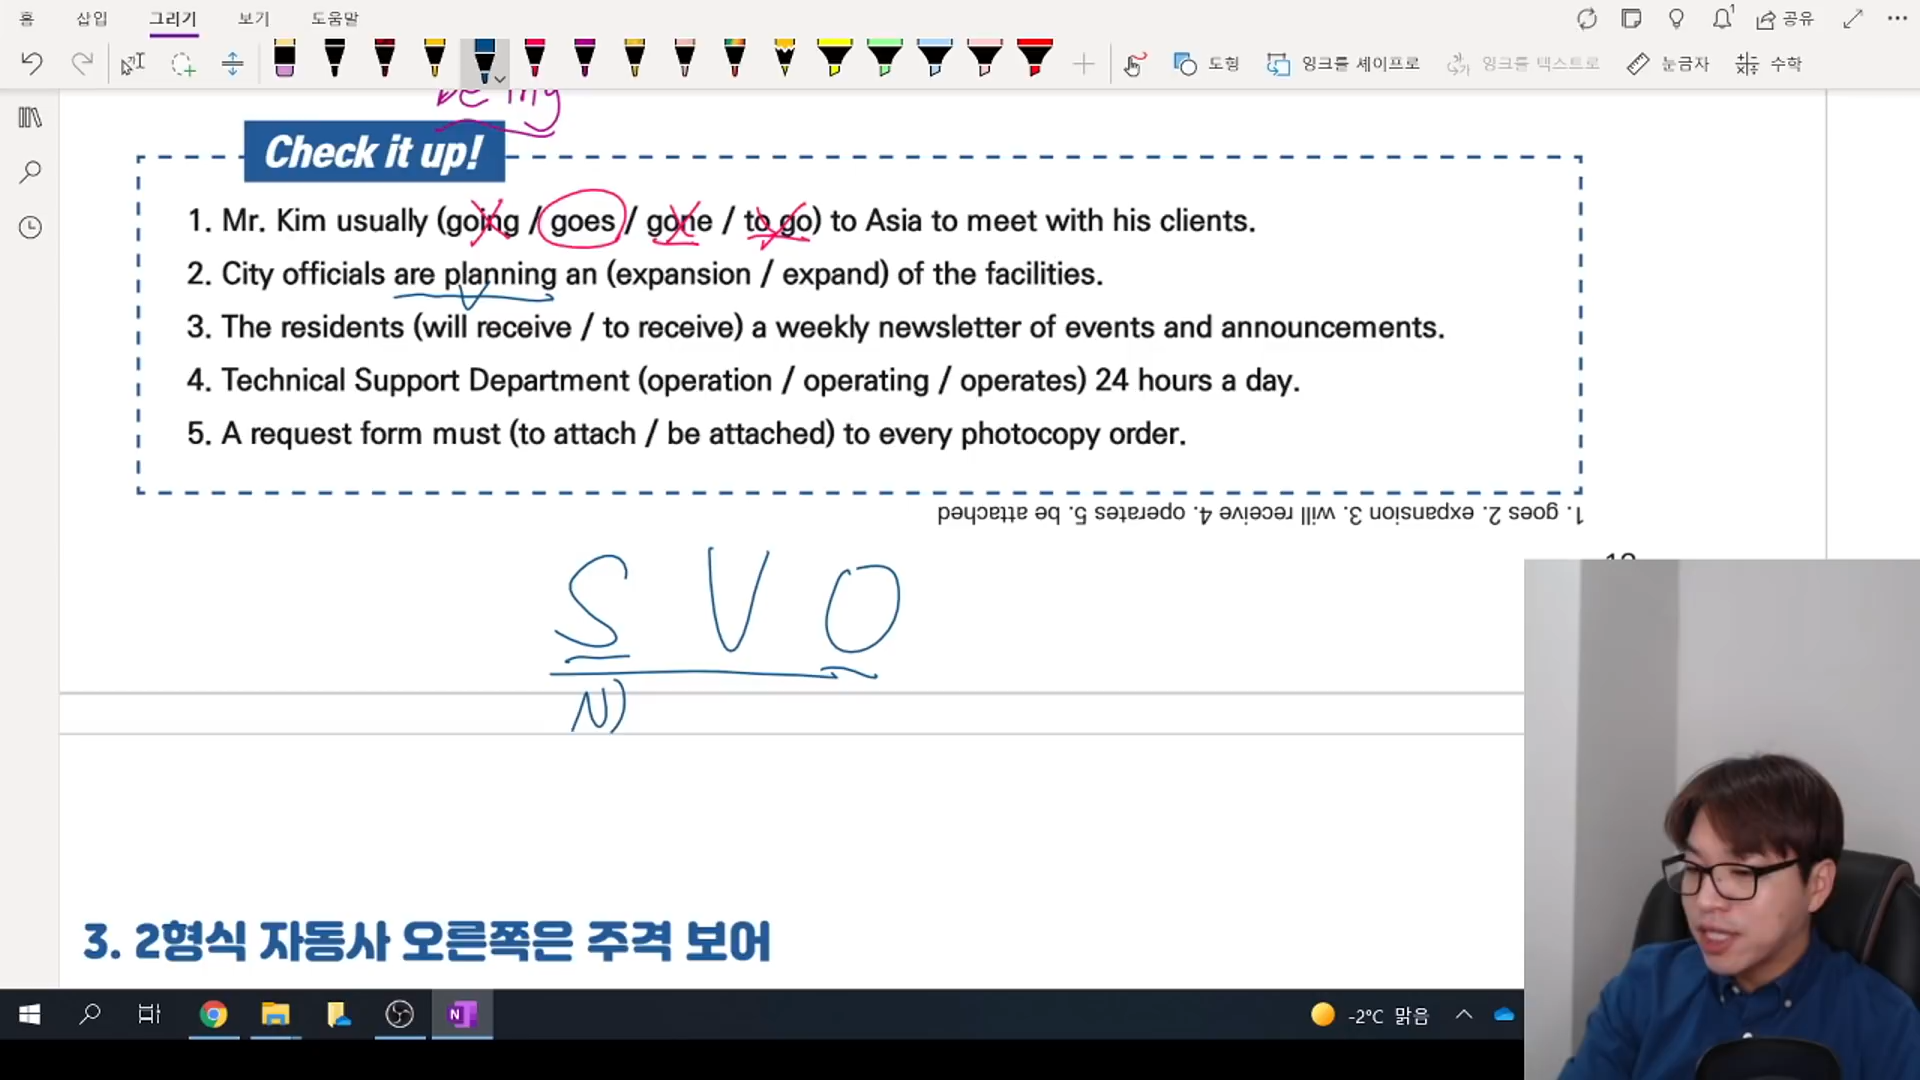 홈 삽입 그리기 보기 도움말 1 공유
도형 잉크를 셰이프로 잉크를 텍스트로 눈금자 수학
be ing
Check it up!
1. Mr. Kim usually (going / goes / gone / to go) to Asia to meet with his clients.
2. City officials are planning an (expansion / expand) of the facilities.
3. The residents (will receive / to receive) a weekly newsletter of events and announcements.
4. Technical Support Department (operation / operating / operates) 24 hours a day.
5. A request form must (to attach / be attached) to every photocopy order.
1. goes 2. expansion 3. will receive 4. operates 5. be attached
S V O
N)
3. 2형식 자동사 오른쪽은 주격 보어
N -2°C 맑음